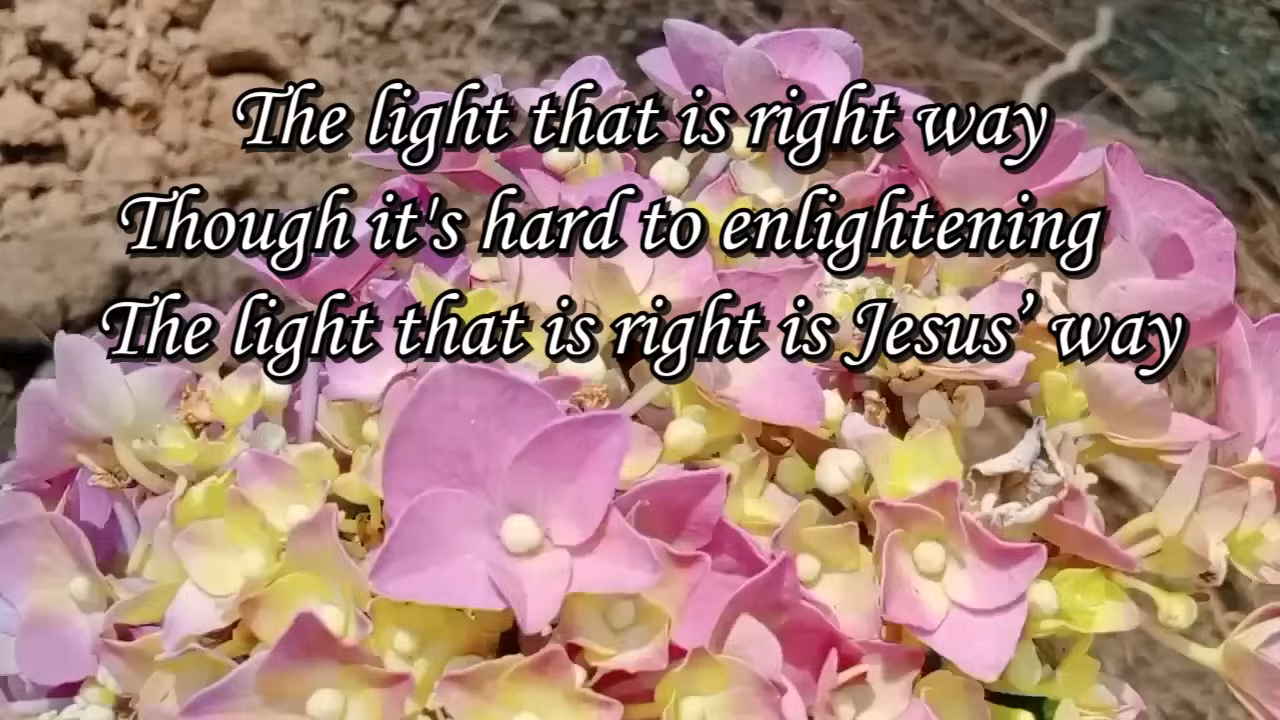 The light that is right way
Though it's hard to enlightening
The light that is right is Jesus’ way